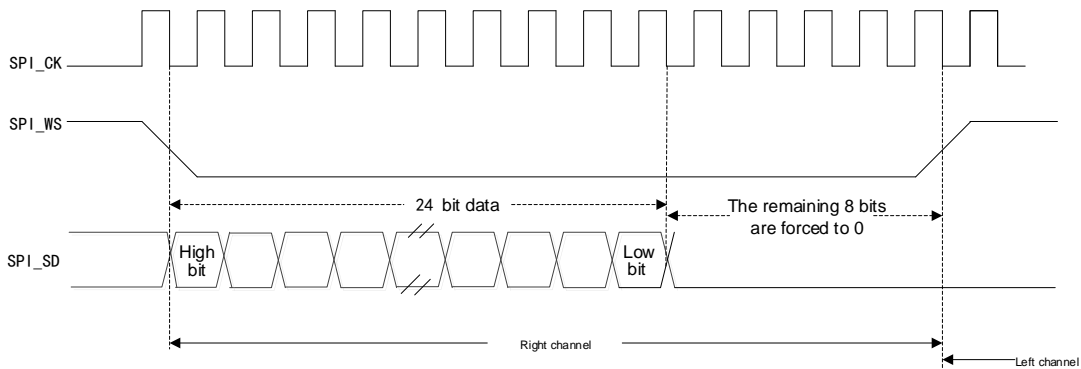 SPI_CK
SPI_WS
24 bit data
The remaining 8 bits
are forced to 0
SPI_SD
High
bit
Low
bit
Right channel
Left channel